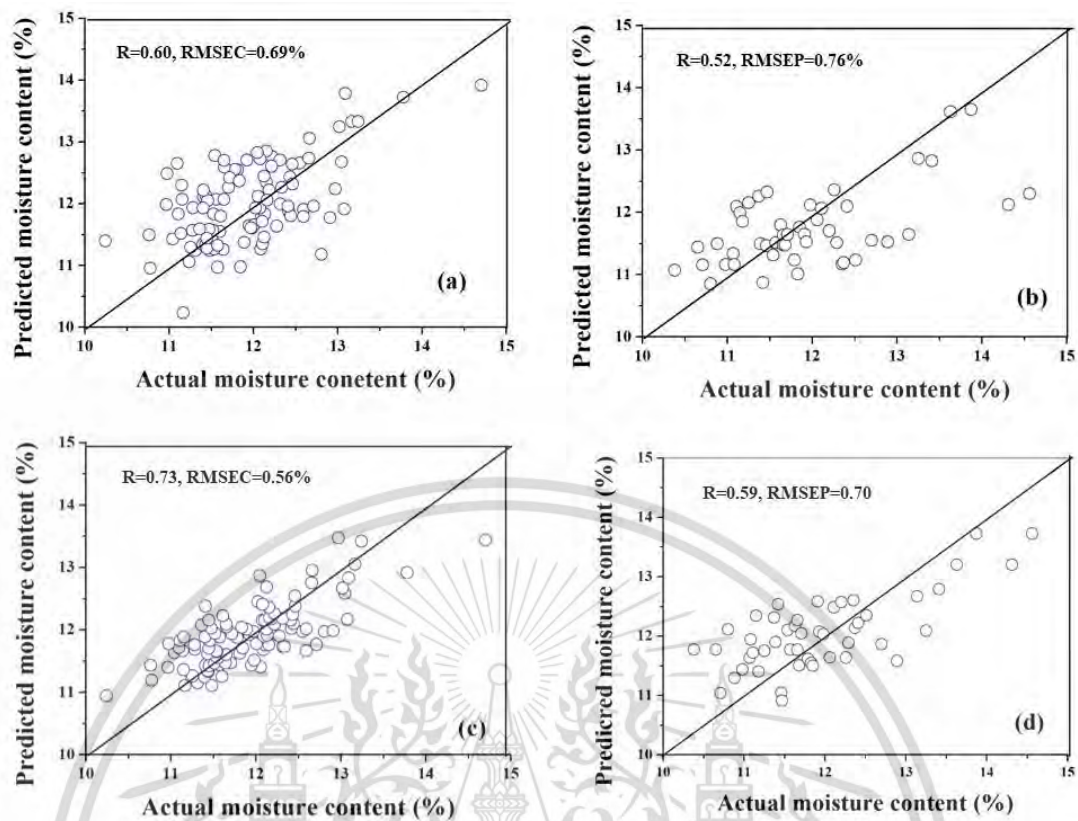 15
14
13
12
11
10
R=0.60, RMSEC=0.69%
(a)
10 11 12 13 14 15
Predicted moisture content (%)
Actual moisture conetent (%)
15
14
13
12
11
10
R=0.52, RMSEP=0.76%
(b)
10 11 12 13 14 15
Predicted moisture content (%)
Actual moisture content (%)
15
14
13
12
11
10
R=0.73, RMSEC=0.56%
(c)
10 11 12 13 14 15
Predicted moisture content (%)
Actual moisture content (%)
15
14
13
12
11
10
R=0.59, RMSEP=0.70
(d)
10 11 12 13 14 15
Predicred moisture content (%)
Actual moisture content (%)